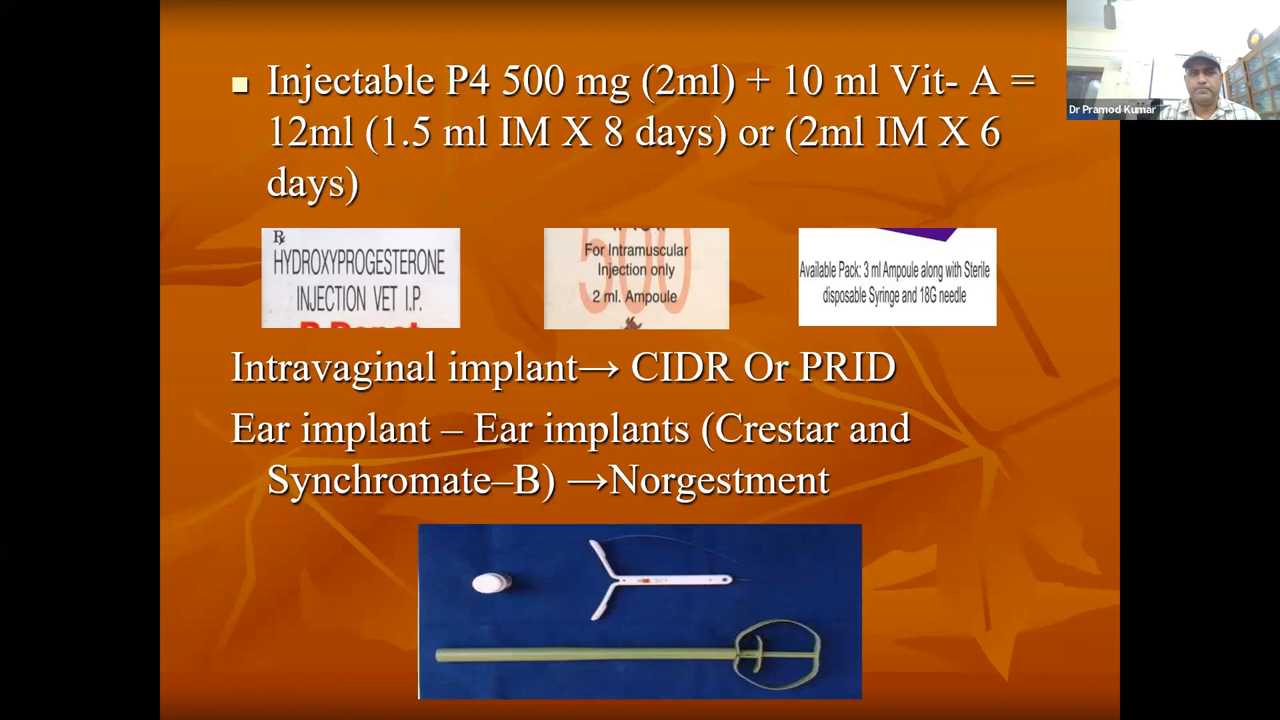 Injectable P4 500 mg (2ml) + 10 ml Vit- A =
12ml (1.5 ml IM X 8 days) or (2ml IM X 6
days)
Dr Pramod Kumar
℞
HYDROXYPROGESTERONE
INJECTION VET I.P.
500
For Intramuscular
Injection only
2 ml. Ampoule
Available Pack: 3 ml Ampoule along with Sterile
disposable Syringe and 18G needle
Intravaginal implant→ CIDR Or PRID
Ear implant – Ear implants (Crestar and
Synchromate–B) →Norgestment